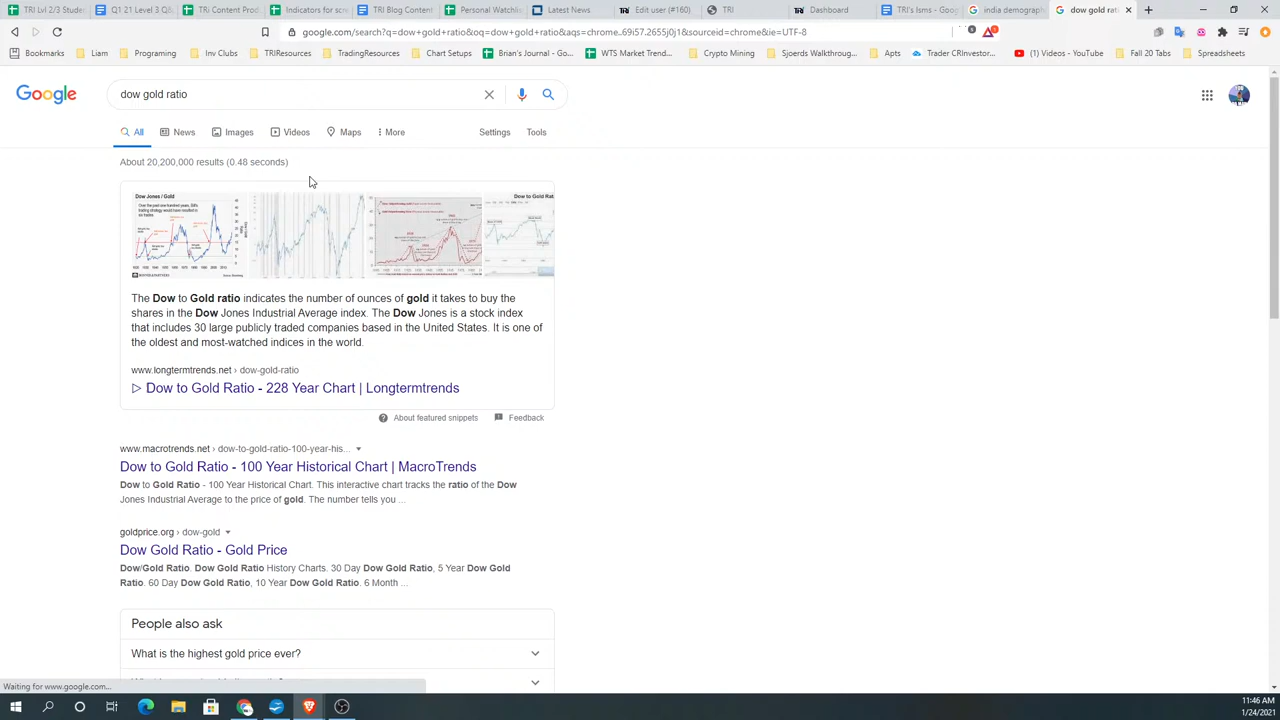 TRI Lvl 2/3 Studen
Q1 21 Level 3 Q&
TRI Content Prod
Indicators for scre
TRI Blog Content
Personal Watchlis
Latest News
Edit user (#160)
TRI
Dashboard
TRI's Isms - Goog
india demograph
dow gold ratio
google.com/search?q=dow+gold+ratio&oq=dow+gold+ratio&aqs=chrome..69i57.2655j0j1&sourceid=chrome&ie=UTF-8
Bookmarks
Liam
Programing
Inv Clubs
TRIResources
TradingResources
Chart Setups
Brian's Journal - Go...
WTS Market Trend...
Crypto Mining
Sjoerds Walkthroug...
Apts
Trader CRInvestor...
(1) Videos - YouTub
Fall 20 Tabs
Spreadsheets
Google
dow gold ratio
All
News
Images
Videos
Maps
More
Settings
Tools
About 20,200,000 results (0.48 seconds)
Dow Jones / Gold
Dow to Gold Rat
The Dow to Gold ratio indicates the number of ounces of gold it takes to buy the
shares in the Dow Jones Industrial Average index. The Dow Jones is a stock index
that includes 30 large publicly traded companies based in the United States. It is one of
the oldest and most-watched indices in the world.
www.longtermtrends.net › dow-gold-ratio
Dow to Gold Ratio - 228 Year Chart | Longtermtrends
About featured snippets
Feedback
www.macrotrends.net › dow-to-gold-ratio-100-year-his...
Dow to Gold Ratio - 100 Year Historical Chart | MacroTrends
Dow to Gold Ratio - 100 Year Historical Chart. This interactive chart tracks the ratio of the Dow
Jones Industrial Average to the price of gold. The number tells you ...
goldprice.org › dow-gold
Dow Gold Ratio - Gold Price
Dow/Gold Ratio. Dow Gold Ratio History Charts. 30 Day Dow Gold Ratio, 5 Year Dow Gold
Ratio. 60 Day Dow Gold Ratio, 10 Year Dow Gold Ratio. 6 Month ...
People also ask
What is the highest gold price ever?
Waiting for www.google.com...
11:46 AM
1/24/2021